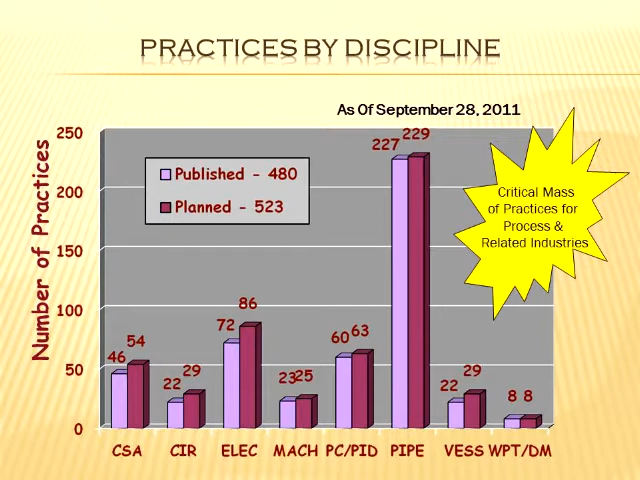 PRACTICES BY DISCIPLINE
As Of September 28, 2011
Number of Practices
250
200
150
100
50
0
Published - 480
Planned - 523
Critical Mass
of Practices for
Process &
Related Industries
46
54
22
29
72
86
23
25
60
63
227
229
22
29
8
8
CSA
CIR
ELEC
MACH
PC/PID
PIPE
VESS
WPT/DM